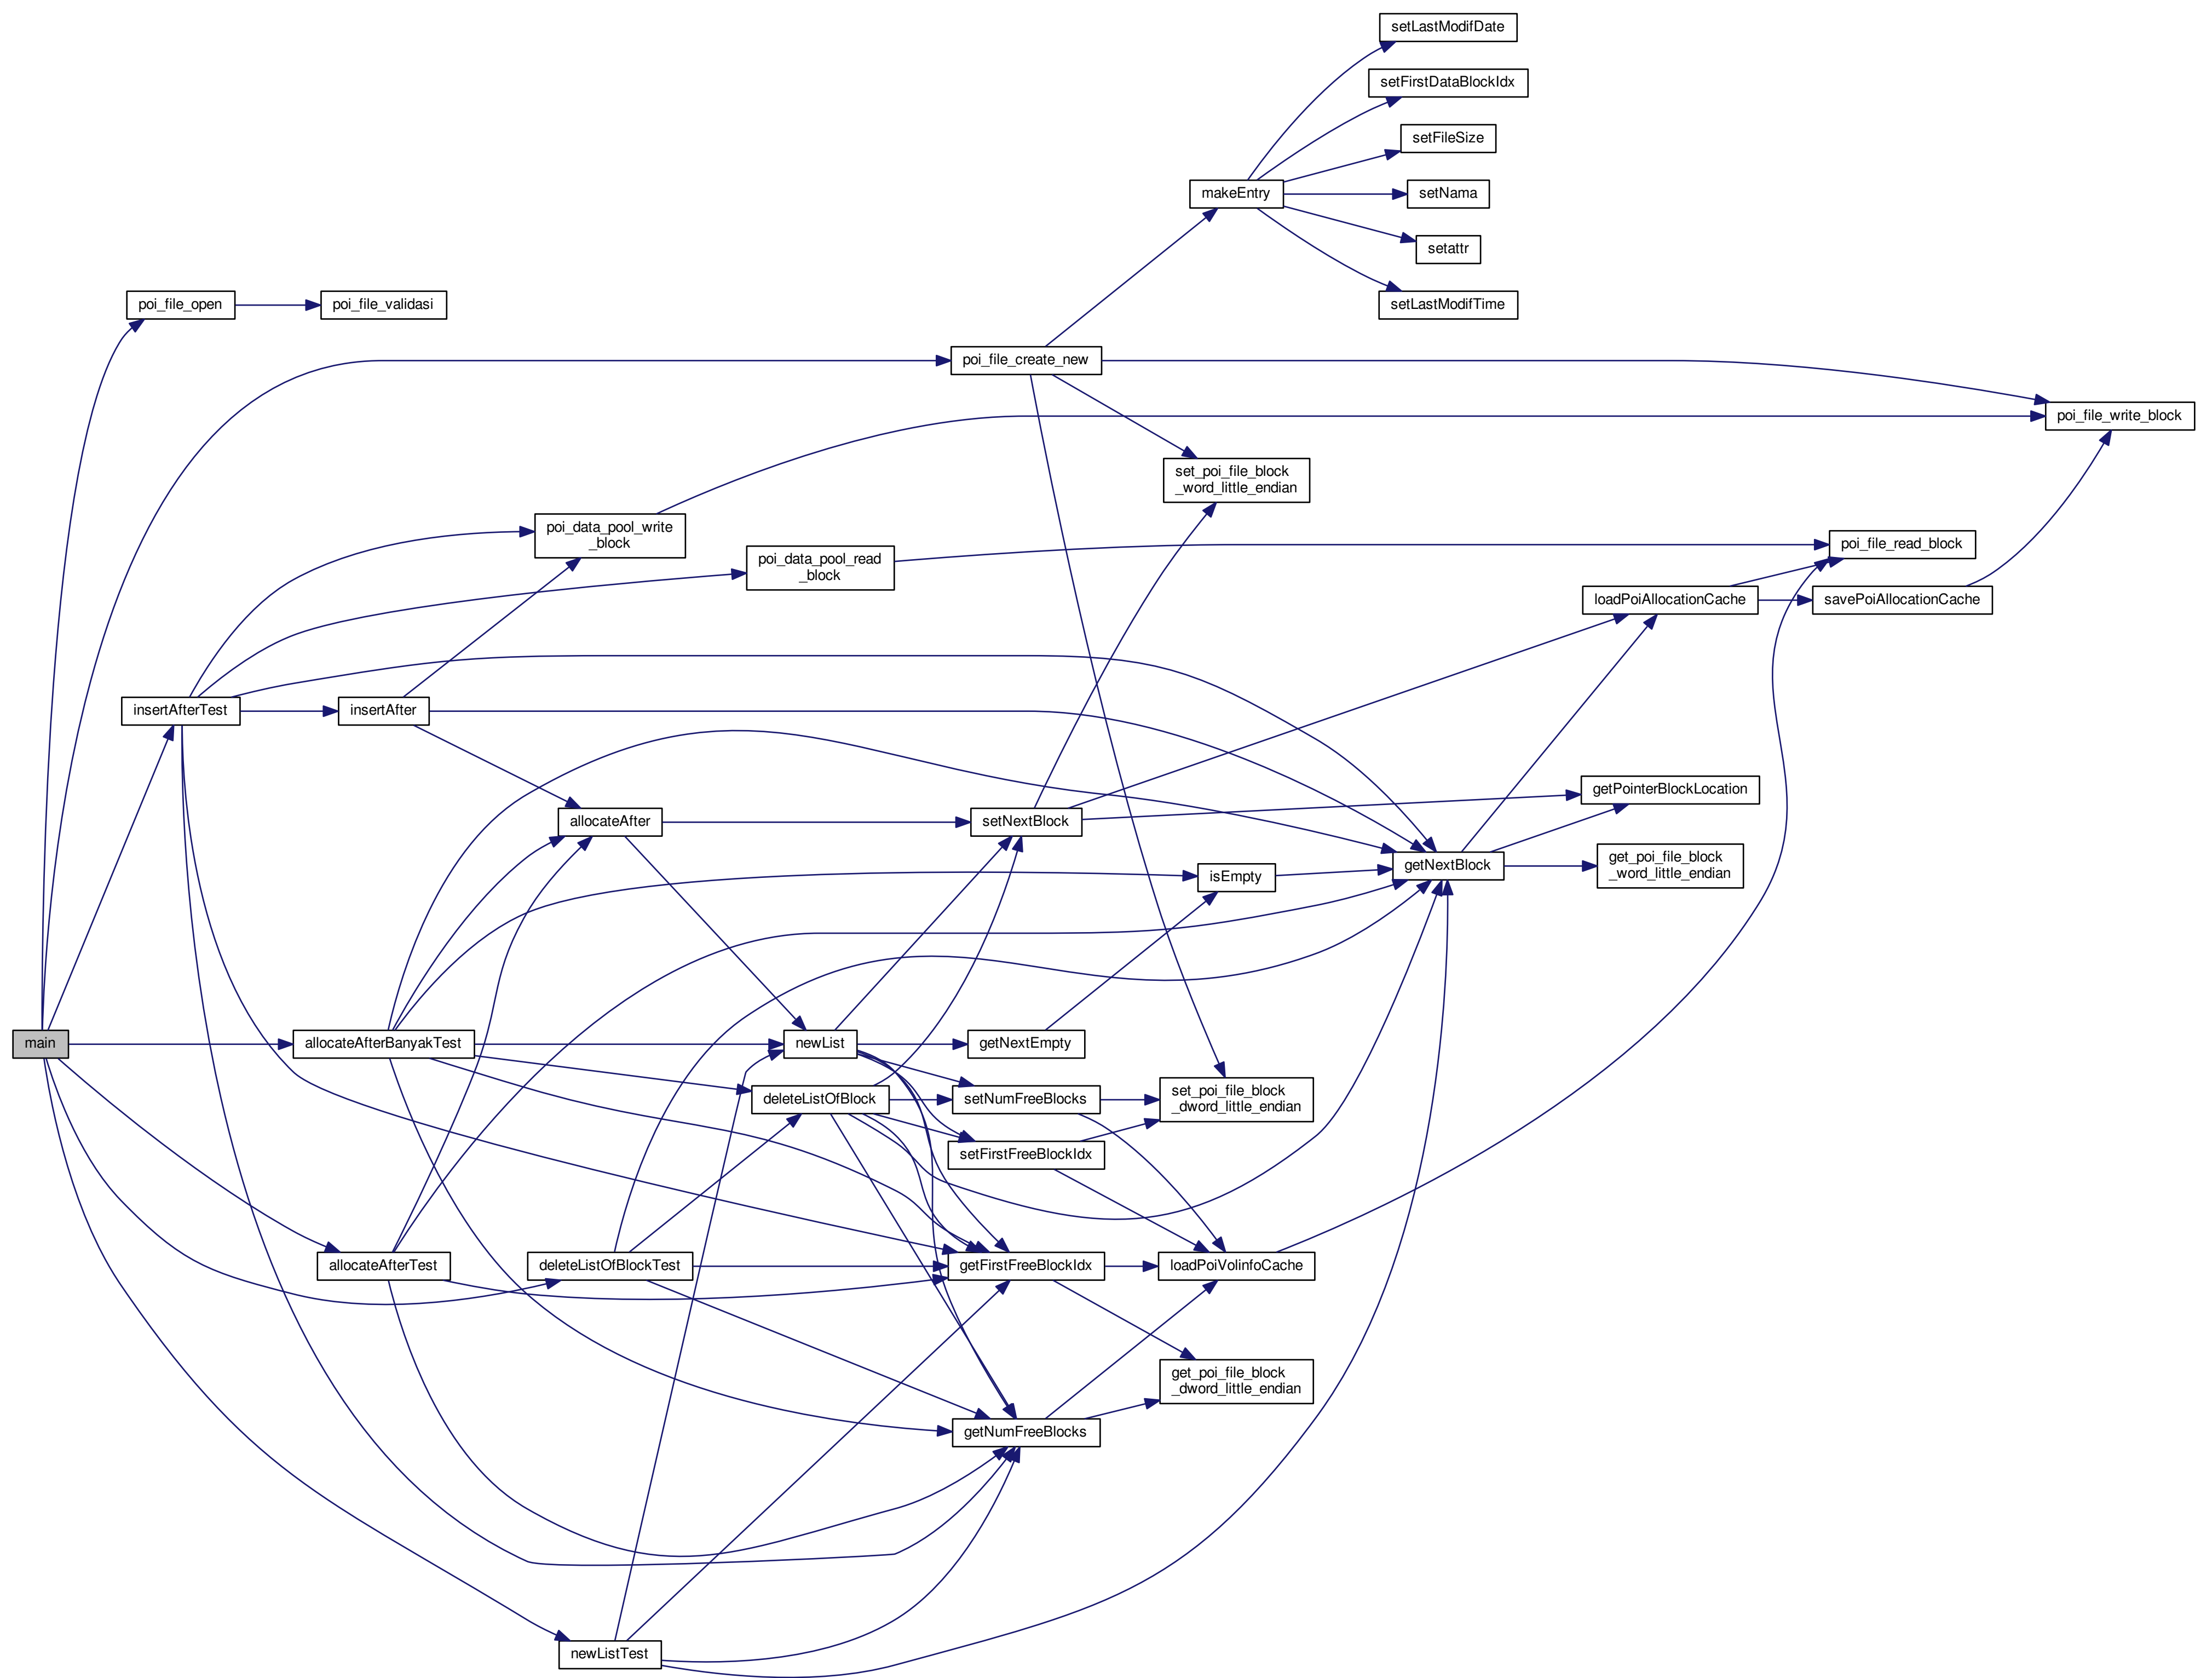 setLastModifDate
setFirstDataBlockIdx
setFileSize
makeEntry
setNama
setattr
poi_file_open
poi_file_validasi
setLastModifTime
poi_file_create_new
poi_file_write_block
set_poi_file_block
_word_little_endian
poi_data_pool_write
_block
poi_data_pool_read
_block
poi_file_read_block
loadPoiAllocationCache
savePoiAllocationCache
insertAfterTest
insertAfter
getPointerBlockLocation
allocateAfter
setNextBlock
getNextBlock
get_poi_file_block
_word_little_endian
isEmpty
main
allocateAfterBanyakTest
newList
getNextEmpty
deleteListOfBlock
setNumFreeBlocks
set_poi_file_block
_dword_little_endian
setFirstFreeBlockIdx
allocateAfterTest
deleteListOfBlockTest
getFirstFreeBlockIdx
loadPoiVolinfoCache
get_poi_file_block
_dword_little_endian
getNumFreeBlocks
newListTest